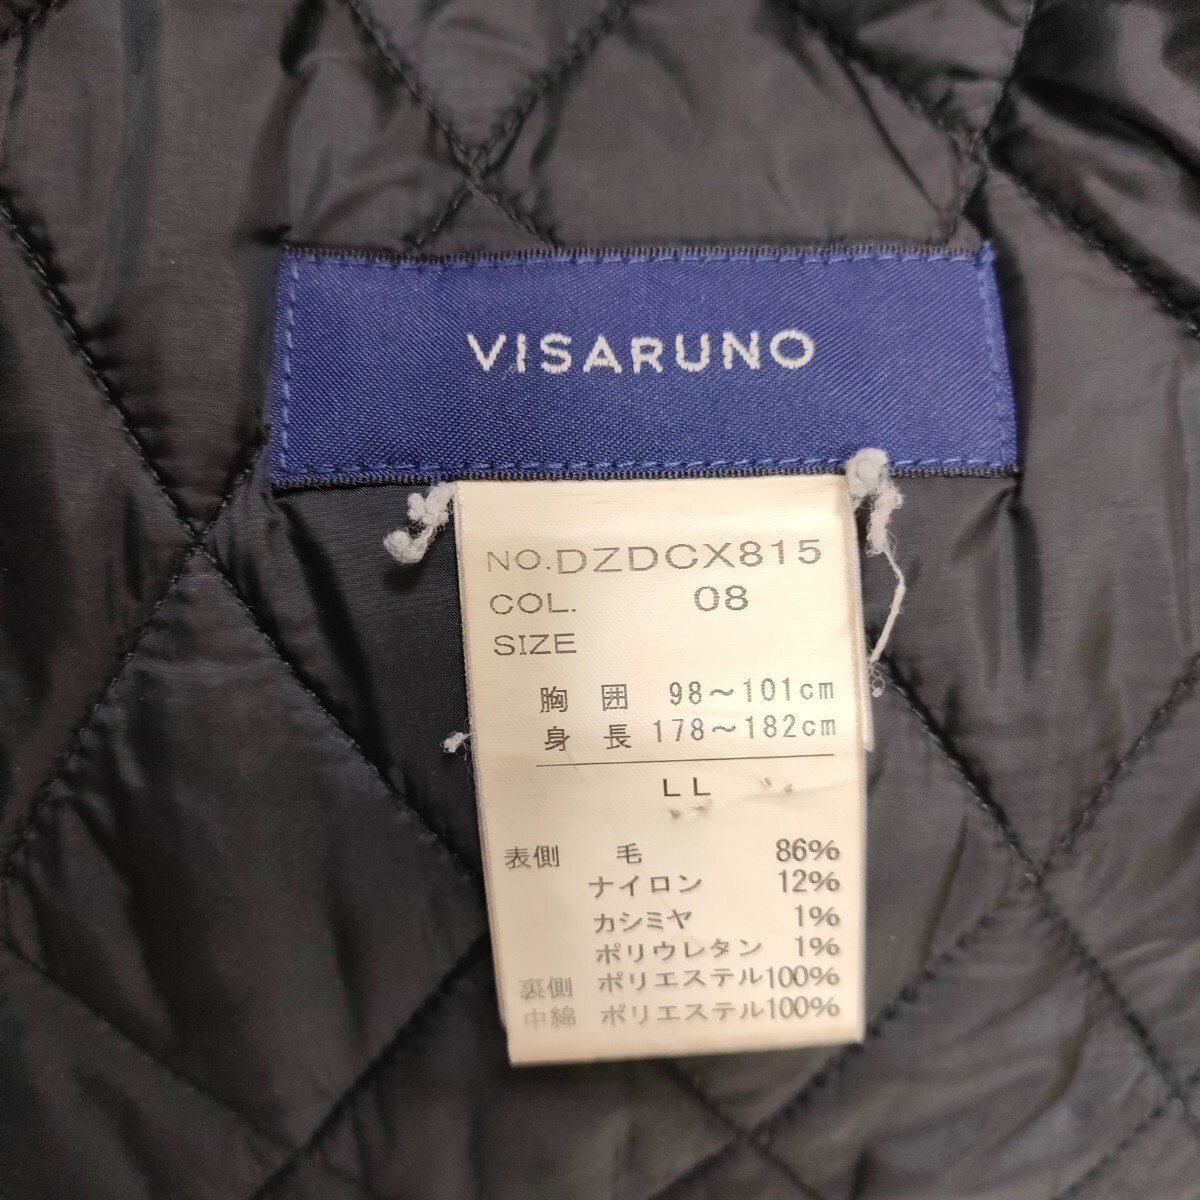 VISARUNO
NO.DZDCX815
COL. 08
SIZE
胸 囲 98～101cm
身 長 178～182cm
LL
表側 毛 86%
ナイロン 12%
カシミヤ 1%
ポリウレタン 1%
裏側 ポリエステル100%
中綿 ポリエステル100%